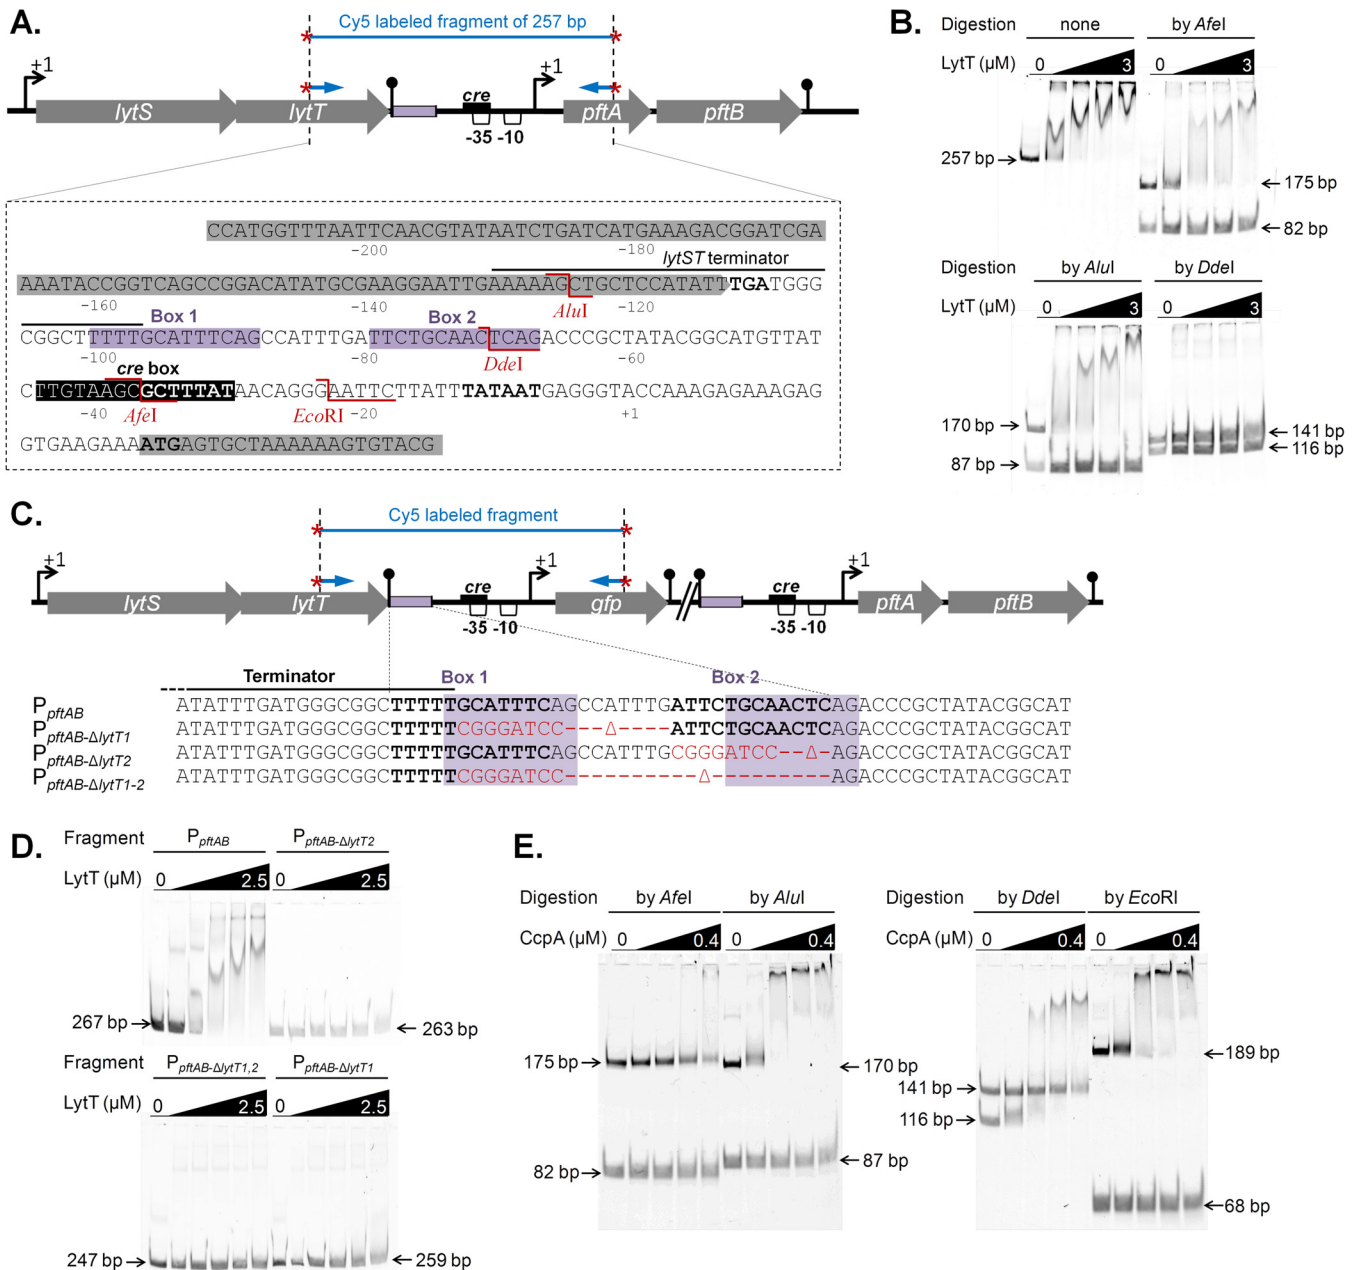 A.
Cy5 labeled fragment of 257 bp
+1
+1
cre
lytS
lytT
pftA
pftB
-35 -10
CCATGGTTTAATTCAACGTATAATCTGATCATGAAAGACGGATCGA
-200
-180
lytST terminator
AAATACCGGTCAGCCGGACATATGCGAAGGAATTGAAAAAGCTGCTCCATATTTGATGGG
-160
-140
-120
AluI
Box 1
Box 2
CGGCTTTTTGCATTTCAGCCATTTGATTCTGCAACTCAGACCCGCTATACGGCATGTTAT
-100
-80
-60
DdeI
cre box
CTTGTAAGCGCTTTATAACAGGGAATTCTTATTTATAATGAGGGTACCAAAGAGAAAGAG
-40
-20
+1
AfeI
EcoRI
GTGAAGAAAATGAGTGCTAAAAAAGTGTACG
B.
Digestion
none
by AfeI
LytT (µM)
0
3
0
3
257 bp
175 bp
82 bp
Digestion
by AluI
by DdeI
LytT (µM)
0
3
0
3
170 bp
87 bp
141 bp
116 bp
C.
Cy5 labeled fragment
+1
+1
+1
cre
cre
lytS
lytT
gfp
pftA
pftB
-35 -10
-35 -10
Terminator
Box 1
Box 2
PpftAB
ATATTTGATGGGCGGCTTTTTGCATTTCAGCCATTTGATTCTGCAACTCAGACCCGCTATACGGCAT
PpftAB-ΔlytT1
ATATTTGATGGGCGGCTTTTTCGGGATCC----Δ----ATTCTGCAACTCAGACCCGCTATACGGCAT
PpftAB-ΔlytT2
ATATTTGATGGGCGGCTTTTTGCATTTCAGCCATTTGCGGGATCC--Δ-AGACCCGCTATACGGCAT
PpftAB-ΔlytT1-2
ATATTTGATGGGCGGCTTTTTCGGGATCC-----------Δ---------AGACCCGCTATACGGCAT
D.
Fragment
PpftAB
PpftAB-ΔlytT2
LytT (µM)
0
2.5
0
2.5
267 bp
263 bp
Fragment
PpftAB-ΔlytT1,2
PpftAB-ΔlytT1
LytT (µM)
0
2.5
0
2.5
247 bp
259 bp
E.
Digestion
by AfeI
by AluI
CcpA (µM)
0
0.4
0
0.4
175 bp
170 bp
82 bp
87 bp
Digestion
by DdeI
by EcoRI
CcpA (µM)
0
0.4
0
0.4
141 bp
116 bp
189 bp
68 bp